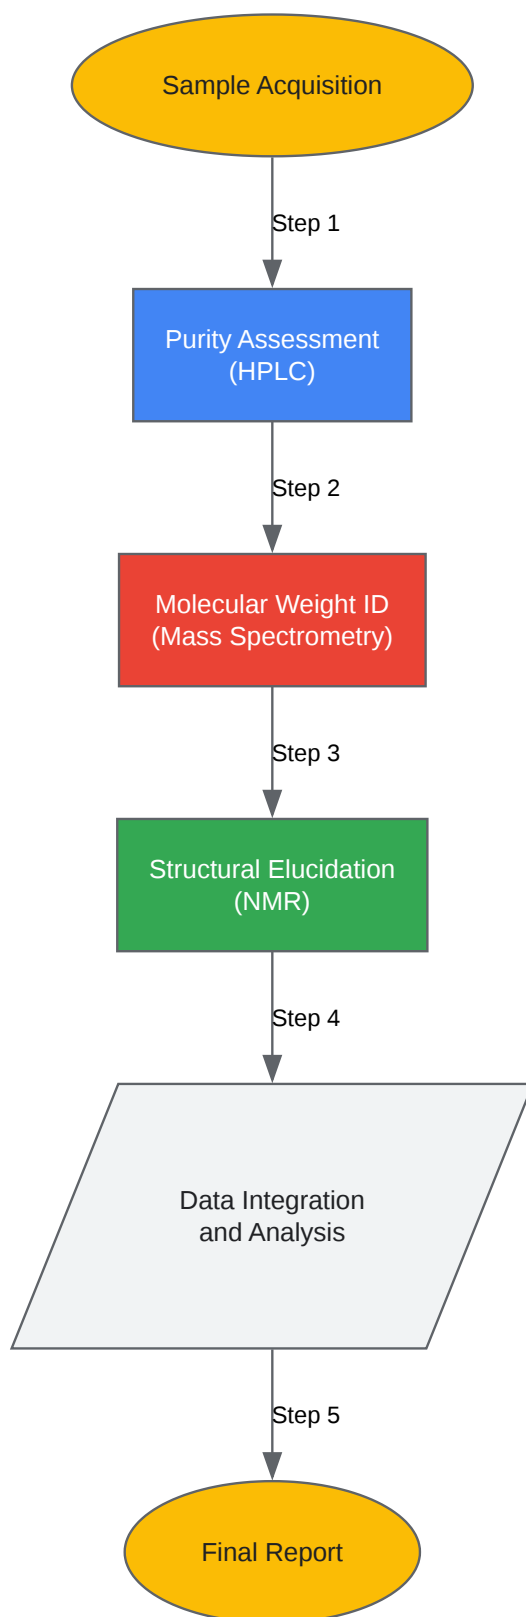 Sample Acquisition
Step 1
Purity Assessment
(HPLC)
Step 2
Molecular Weight ID
(Mass Spectrometry)
Step 3
Structural Elucidation
(NMR)
Step 4
Data Integration
and Analysis
Step 5
Final Report